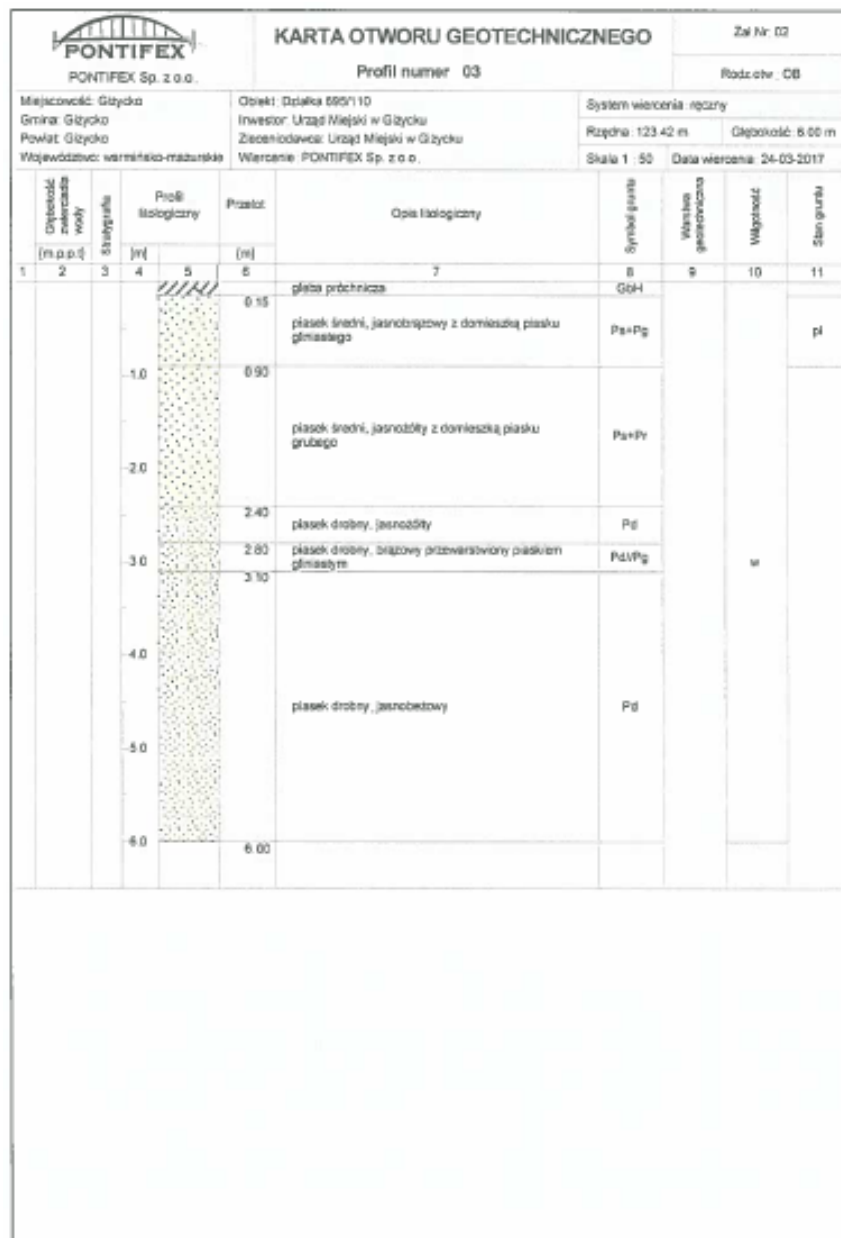 PONTIFEX
PONTIFEX Sp. z o.o.
KARTA OTWORU GEOTECHNICZNEGO
Profil numer 03
Zał.Nr: 02
Rodz.otw.: OB
Miejscowość: Giżycko
Gmina: Giżycko
Powiat: Giżycko
Województwo: warmińsko-mazurskie
Obiekt: Działka 695/110
Inwestor: Urząd Miejski w Giżycku
Zleceniodawca: Urząd Miejski w Giżycku
Wiercenie: PONTIFEX Sp. z o.o.
System wiercenia: ręczny
Rzędna: 123.42 m Głębokość: 6.00 m
Skala 1 : 50 Data wiercenia: 24-03-2017
Głębokość zwierciadła wody
[m.p.p.t]
Stratygrafia
Profil litologiczny
[m]
Przelot
[m]
Opis litologiczny
Symbol gruntu
Warstwa geotechniczna
Wilgotność
Stan gruntu
1 2 3 4 5 6 7 8 9 10 11
gleba próchnicza GbH
0.15
piasek średni, jasnobrązowy z domieszką piasku
gliniastego
Ps+Pg
pl
1.0
0.90
piasek średni, jasnożółty z domieszką piasku
grubego
Ps+Pr
2.0
2.40
piasek drobny, jasnożółty Pd
2.80
piasek drobny, brązowy przewarstwiony piaskiem
gliniastym
Pd//Pg
3.0
w
3.10
4.0
piasek drobny, jasnobeżowy Pd
5.0
6.0
6.00